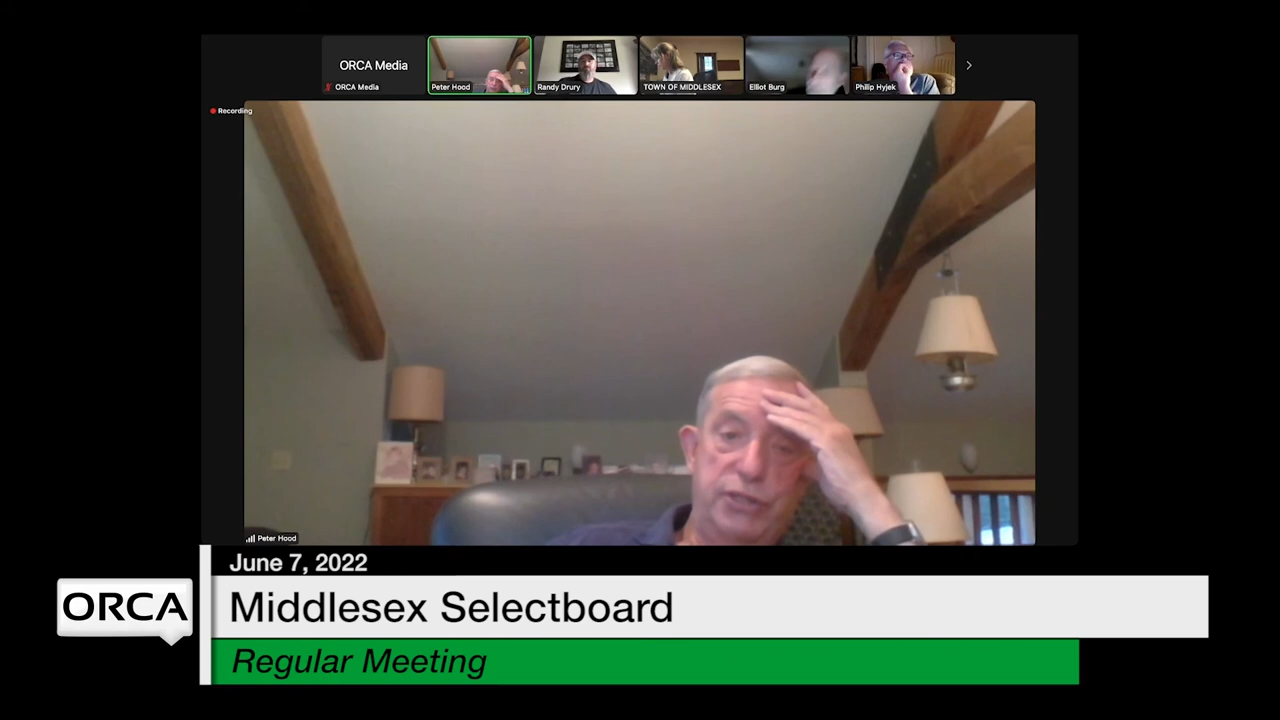 ORCA Media
ORCA Media
Peter Hood
Randy Drury
TOWN OF MIDDLESEX
Elliot Burg
Philip Hyjek
Recording
Peter Hood
June 7, 2022
ORCA
Middlesex Selectboard
Regular Meeting